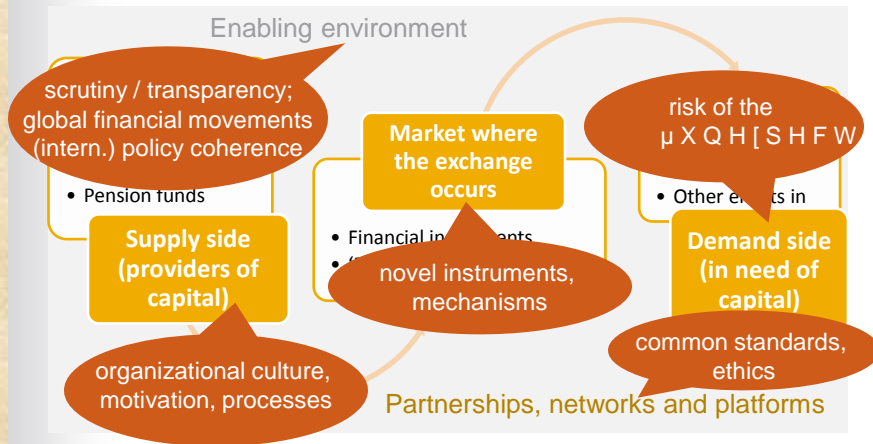 Enabling environment
scrutiny / transparency;
global financial movements
(intern.) policy coherence
• Pension funds
Supply side
(providers of
capital)
organizational culture,
motivation, processes
Market where
the exchange
occurs
• Financial
novel instruments,
mechanisms
risk of the
µ X Q H [ S H F W
• Other in
Demand side
(in need of
capital)
common standards,
ethics
Partnerships, networks and platforms